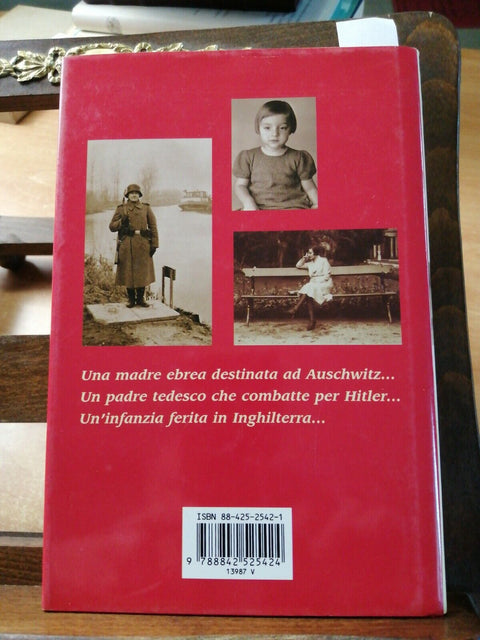 Una madre ebrea destinata ad Auschwitz...
Un padre tedesco che combatte per Hitler...
Un'infanzia ferita in Inghilterra...
ISBN 88-425-2542-1
9 788842 525424
13987 V